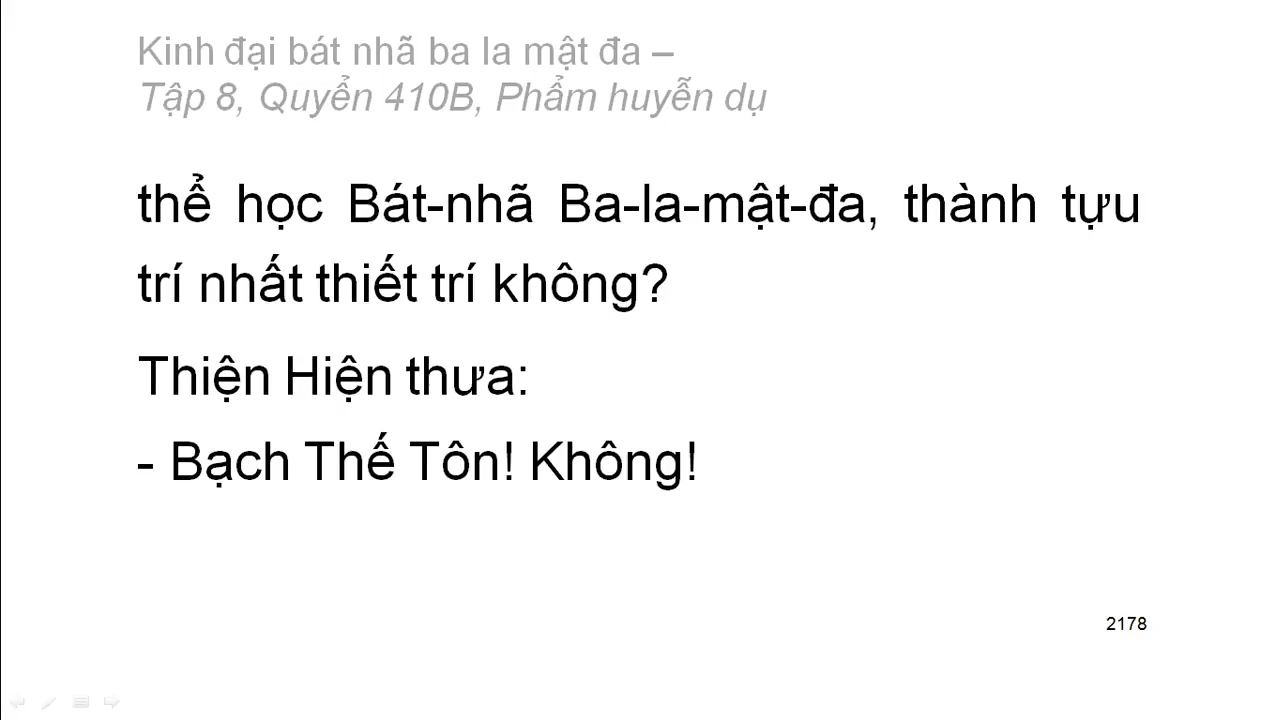 Kinh đại bát nhã ba la mật đa –
Tập 8, Quyển 410B, Phẩm huyễn dụ
thể học Bát-nhã Ba-la-mật-đa, thành tựu
trí nhất thiết trí không?
Thiện Hiện thưa:
- Bạch Thế Tôn! Không!
2178